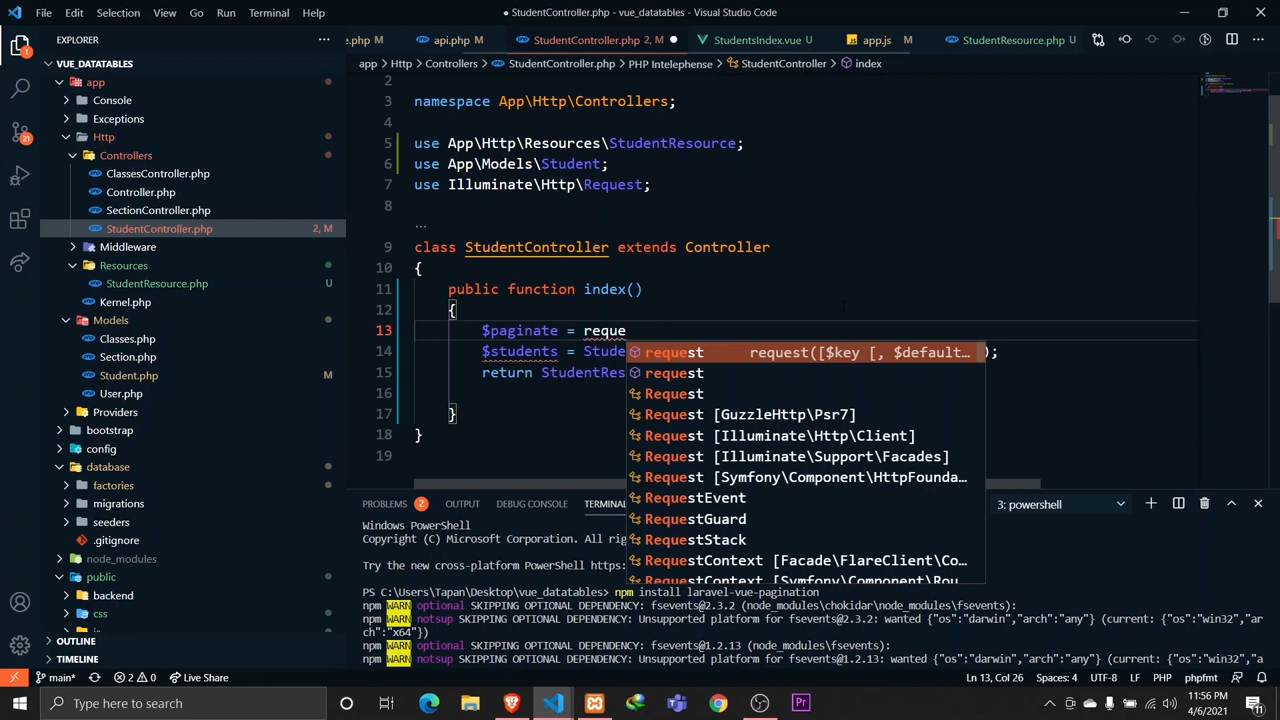 File Edit Selection View Go Run Terminal Help
● StudentController.php - vue_datatables - Visual Studio Code
EXPLORER
e.php M
api.php M
StudentController.php 2, M
StudentsIndex.vue U
app.js M
StudentResource.php U
app > Http > Controllers > StudentController.php > PHP Intelephense > StudentController > index
VUE_DATATABLES
app
Console
Exceptions
Http
Controllers
ClassesController.php
Controller.php
SectionController.php
StudentController.php 2, M
Middleware
Resources
StudentResource.php U
Kernel.php
Models
Classes.php
Section.php
Student.php M
User.php
Providers
bootstrap
config
database
factories
migrations
seeders
.gitignore
node_modules
public
backend
css
OUTLINE
TIMELINE
2
3 namespace App\Http\Controllers;
4
5 use App\Http\Resources\StudentResource;
6 use App\Models\Student;
7 use Illuminate\Http\Request;
8
...
9 class StudentController extends Controller
10 {
11 public function index()
12 {
13 $paginate = reque
14 $students = Stude );
15 return StudentRes
16
17 }
18 }
19
request request([$key [, $default…
request
Request
Request [GuzzleHttp\Psr7]
Request [Illuminate\Http\Client]
Request [Illuminate\Support\Facades]
Request [Symfony\Component\HttpFounda…
RequestEvent
RequestGuard
RequestStack
RequestContext [Facade\FlareClient\Co…
RequestContext [Symfony\Component\Rou…
PROBLEMS 2 OUTPUT DEBUG CONSOLE TERMINAL
3: powershell
Windows PowerShell
Copyright (C) Microsoft Corporation. All rig
Try the new cross-platform PowerShell https:
PS C:\Users\Tapan\Desktop\vue_datatables> npm install laravel-vue-pagination
npm WARN optional SKIPPING OPTIONAL DEPENDENCY: fsevents@2.3.2 (node_modules\chokidar\node_modules\fsevents):
npm WARN notsup SKIPPING OPTIONAL DEPENDENCY: Unsupported platform for fsevents@2.3.2: wanted {"os":"darwin","arch":"any"} (current: {"os":"win32","ar
ch":"x64"})
npm WARN optional SKIPPING OPTIONAL DEPENDENCY: fsevents@1.2.13 (node_modules\fsevents):
npm WARN notsup SKIPPING OPTIONAL DEPENDENCY: Unsupported platform for fsevents@1.2.13: wanted {"os":"darwin","arch":"any"} (current: {"os":"win32","a
main* 2 0 Live Share
Ln 13, Col 26 Spaces: 4 UTF-8 LF PHP phpfmt
Type here to search
11:56 PM
4/6/2021